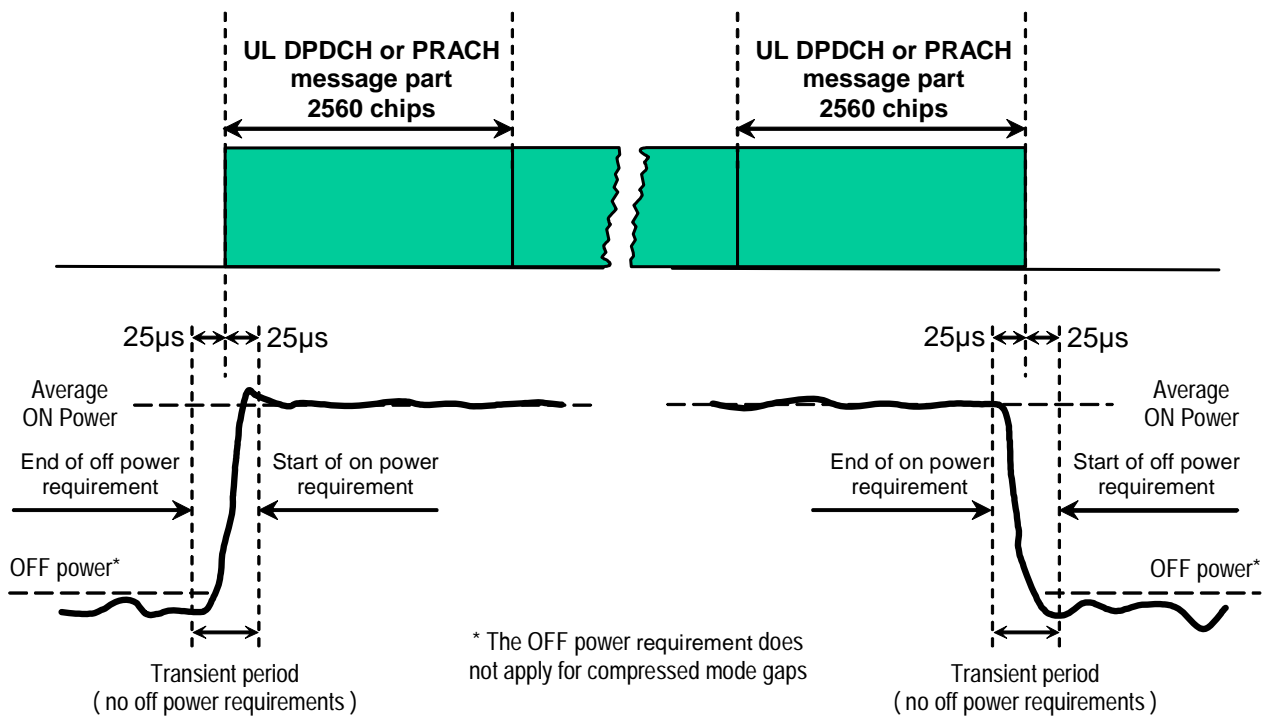 UL DPDCH or PRACH
message part
2560 chips
UL DPDCH or PRACH
message part
2560 chips
25µs
25µs
25µs
25µs
Average
ON Power
Average
ON Power
End of off power
requirement
Start of on power
requirement
End of on power
requirement
Start of off power
requirement
OFF power*
OFF power*
* The OFF power requirement does
not apply for compressed mode gaps
Transient period
( no off power requirements )
Transient period
( no off power requirements )